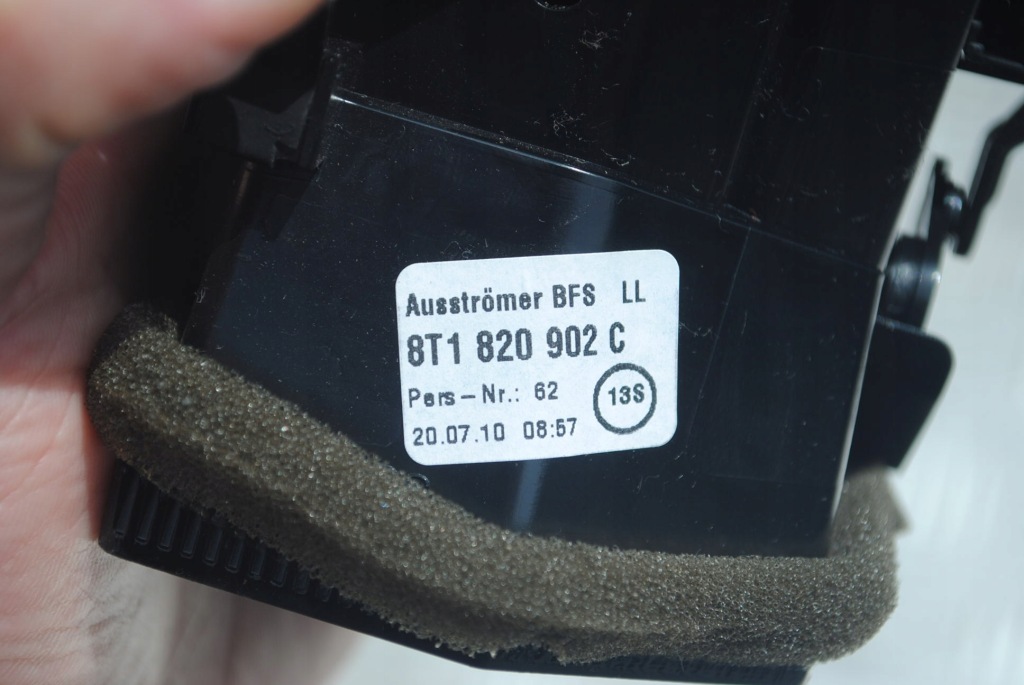 Ausströmer BFS LL
8T1 820 902 C
Pers-Nr.: 62
13S
20.07.10 08:57